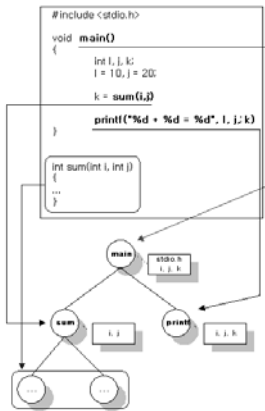 #include <stdio.h>
void main()
{
int I, j, k;
I = 10, j = 20;
k = sum(i,j)
printf("%d + %d = %d", I, j,; k)
}
int sum(int i, int j)
{
...
}
main
stdio.h
i, j, k
sum
i, j
printf
i, j, k
...
...